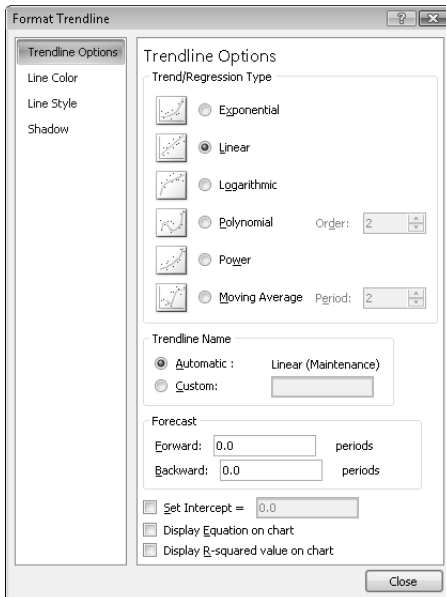 Format Trendline
Trendline Options
Line Color
Line Style
Shadow
Trendline Options
Trend/Regression Type
Exponential
Linear
Logarithmic
Polynomial Order: 2
Power
Moving Average Period: 2
Trendline Name
Automatic : Linear (Maintenance)
Custom:
Forecast
Forward: 0.0 periods
Backward: 0.0 periods
Set Intercept = 0.0
Display Equation on chart
Display R-squared value on chart
Close